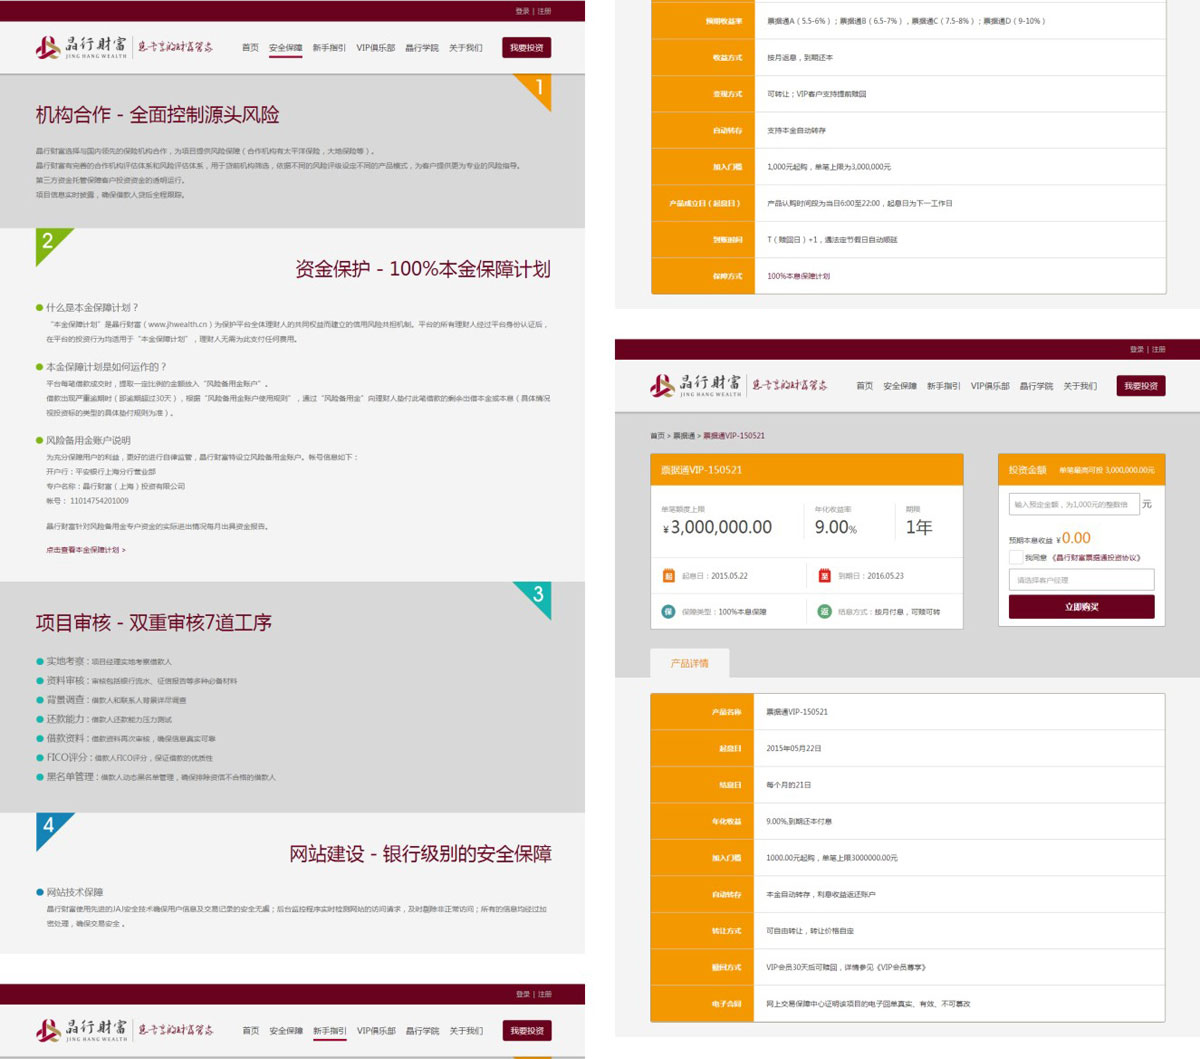 登录 | 注册
晶行财富
JING HANG WEALTH
首页 安全保障 新手指引 VIP俱乐部 晶行学院 关于我们 我要投资
1
机构合作 - 全面控制源头风险
晶行财富选择与国内领先的保险机构合作，为项目提供风险保障（合作机构有太平洋保险，大地保险等）。
晶行财富有完善的合作机构评估体系和风险评估体系，用于贷前机构筛选，依据不同的风险评级设定不同的产品模式，为客户提供更为专业的风险指导。
第三方资金托管保障客户投资资金的透明运行。
项目信息实时披露，确保借款人贷后全程跟踪。
2
资金保护 - 100%本金保障计划
什么是本金保障计划？
“本金保障计划”是晶行财富（www.jhwealth.cn）为保护平台全体理财人的共同权益而建立的信用风险共担机制。平台的所有理财人经过平台身份认证后，
在平台的投资行为均适用于“本金保障计划”，理财人无需为此支付任何费用。
本金保障计划是如何运作的？
平台每笔借款成交时，提取一定比例的金额放入“风险备用金账户”。
借款出现严重逾期时（即逾期超过30天），根据“风险备用金账户使用规则”，通过“风险备用金”向理财人垫付此笔借款的剩余出借本金或本息（具体情况
视投资标的类型的具体垫付规则为准）。
风险备用金账户说明
为充分保障用户的利益，更好的进行自律监管，晶行财富特设立风险备用金账户。帐号信息如下：
开户行：平安银行上海分行营业部
专户名称：晶行财富（上海）投资有限公司
帐号： 11014754201009
晶行财富针对风险备用金专户资金的实际进出情况每月出具资金报告。
点击查看本金保障计划 >
3
项目审核 - 双重审核7道工序
实地考察：项目经理实地考察借款人
资料审核：审核包括银行流水、征信报告等多种必备材料
背景调查：借款人和联系人背景详尽调查
还款能力：借款人还款能力压力测试
借款资料：借款资料再次审核，确保信息真实可靠
FICO评分：借款人FICO评分，保证借款的优质性
黑名单管理：借款人动态黑名单管理，确保排除资信不合格的借款人
4
网站建设 - 银行级别的安全保障
网站技术保障
晶行财富使用先进的JAJ安全技术确保用户信息及交易记录的安全无虞；后台监控程序实时检测网站的访问请求，及时剔除非正常访问；所有的信息均经过加
密处理，确保交易安全。
登录 | 注册
晶行财富
JING HANG WEALTH
首页 安全保障 新手指引 VIP俱乐部 晶行学院 关于我们 我要投资
预期收益率 票据通A（5.5-6%）；票据通B（6.5-7%），票据通C（7.5-8%）；票据通D（9-10%）
收益方式 按月返息，到期还本
变现方式 可转让；VIP客户支持提前赎回
自动转存 支持本金自动转存
加入门槛 1,000元起购，单笔上限为3,000,000元
产品成立日（起息日） 产品认购时间段为当日6:00至22:00，起息日为下一工作日
到账时间 T（赎回日）+1，遇法定节假日自动顺延
保障方式 100%本息保障计划
登录 | 注册
晶行财富
JING HANG WEALTH
首页 安全保障 新手指引 VIP俱乐部 晶行学院 关于我们 我要投资
首页 > 票据通 > 票据通VIP-150521
票据通VIP-150521
单笔额度上限 年化收益率 期限
¥3,000,000.00 9.00% 1年
起 起息日：2015.05.22 至 到期日：2016.05.23
保 保障类型：100%本息保障 返 结息方式：按月付息，可赎可转
投资金额 单笔最高可投 3,000,000.00元
输入预定金额，为1,000元的整数倍 元
预期本息收益 ¥0.00
我同意 《晶行财富票据通投资协议》
请选择客户经理
立即购买
产品详情
产品名称 票据通VIP-150521
起息日 2015年05月22日
结息日 每个月的21日
年化收益 9.00%,到期还本付息
加入门槛 1000.00元起购，单笔上限3000000.00元
自动转存 本金自动转存，利息收益返还账户
转让方式 可自由转让，转让价格自定
赎回方式 VIP会员30天后可赎回，详情参见《VIP会员尊享》
电子合同 网上交易保障中心证明该项目的电子回单真实、有效、不可篡改